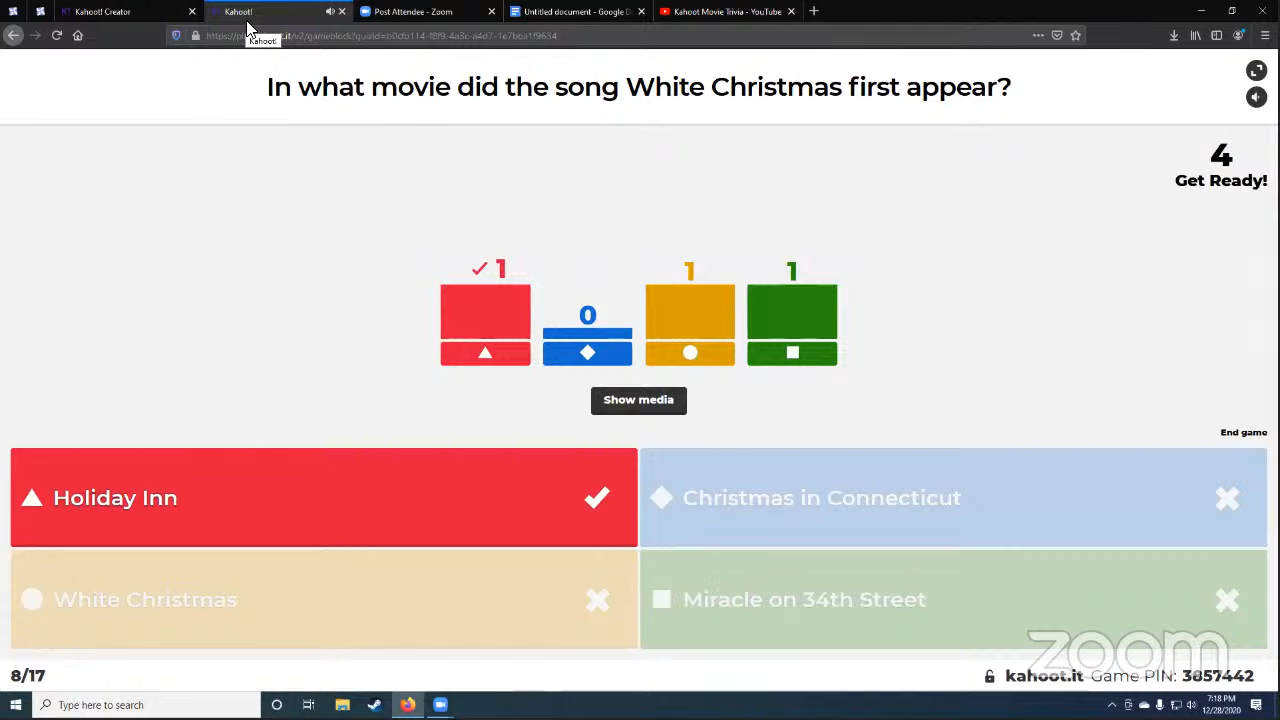 Kahoot! Creator
Kahoot!
Post Attendee - Zoom
Untitled document - Google D
Kahoot Movie Trivia - YouTube
Kahoot!
In what movie did the song White Christmas first appear?
4
Get Ready!
1
0
1
1
Show media
End game
Holiday Inn
Christmas in Connecticut
White Christmas
Miracle on 34th Street
zoom
8/17
kahoot.it Game PIN: 3857442
Type here to search
7:18 PM
12/28/2020